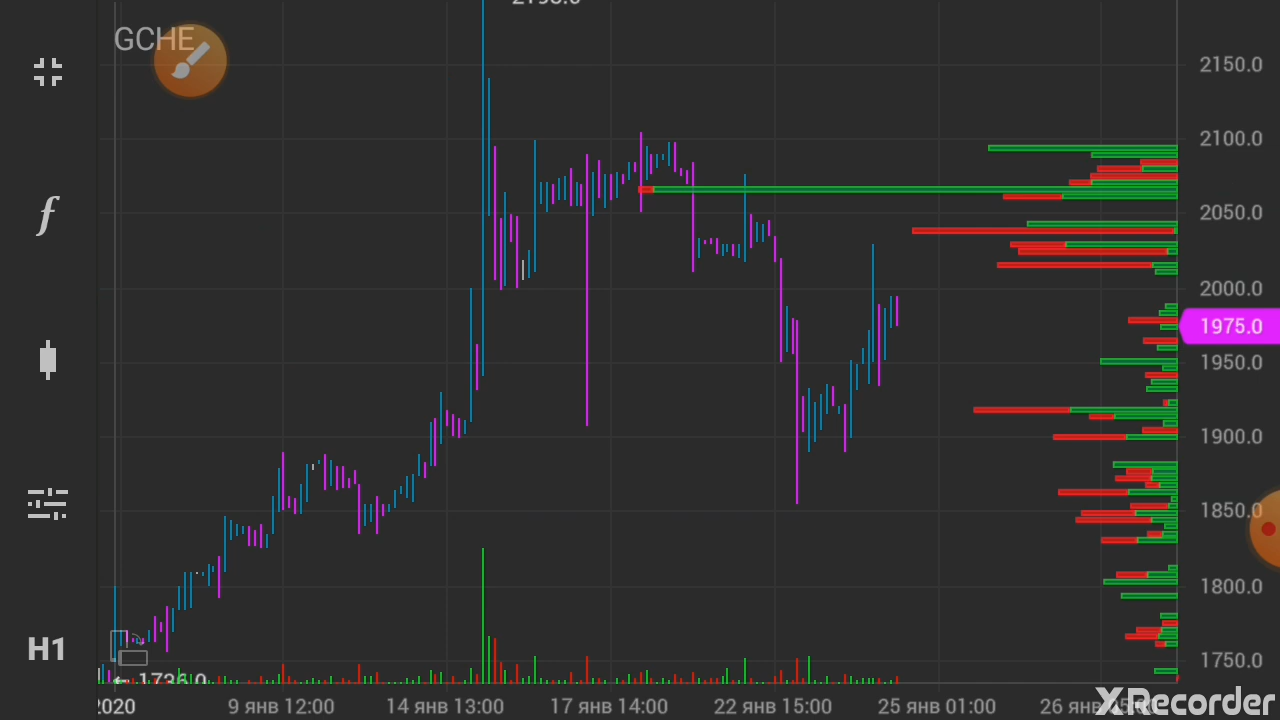 GCHE
2150.0
2100.0
2050.0
2000.0
1975.0
1950.0
1900.0
1850.0
1800.0
1750.0
f
H1
2020
9 янв 12:00
14 янв 13:00
17 янв 14:00
22 янв 15:00
25 янв 01:00
26 янв
XRecorder